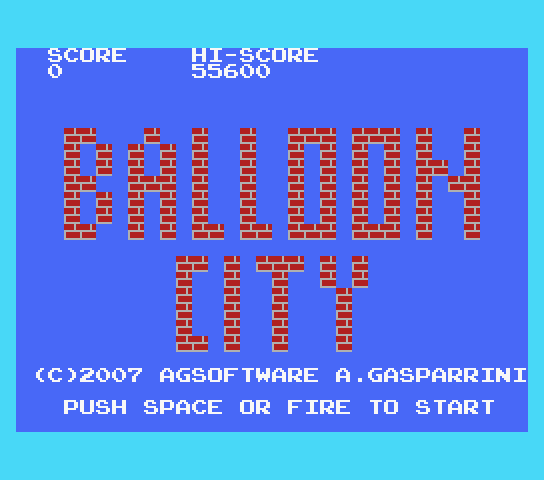 SCORE HI-SCORE
0 55600
BALLOON
CITY
(C)2007 AGSOFTWARE A.GASPARRINI
PUSH SPACE OR FIRE TO START